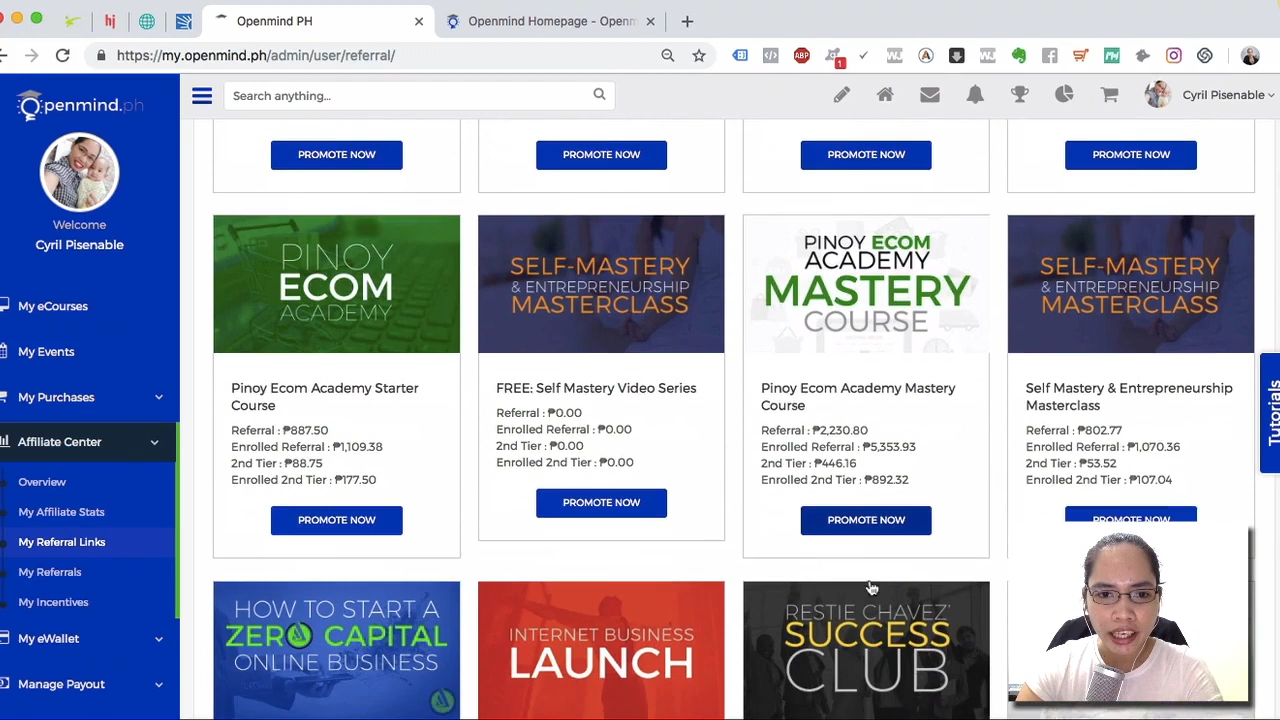 Openmind PH
Openmind Homepage - Openm
https://my.openmind.ph/admin/user/referral/
1
Openmind.ph
Search anything...
Cyril Pisenable
Welcome
Cyril Pisenable
My eCourses
My Events
My Purchases
Affiliate Center
Overview
My Affiliate Stats
My Referral Links
My Referrals
My Incentives
My eWallet
Manage Payout
PROMOTE NOW
PROMOTE NOW
PROMOTE NOW
PROMOTE NOW
PINOY
ECOM
ACADEMY
Pinoy Ecom Academy Starter
Course
Referral : ₱887.50
Enrolled Referral : ₱1,109.38
2nd Tier : ₱88.75
Enrolled 2nd Tier : ₱177.50
PROMOTE NOW
SELF-MASTERY
& ENTREPRENEURSHIP
MASTERCLASS
FREE: Self Mastery Video Series
Referral : ₱0.00
Enrolled Referral : ₱0.00
2nd Tier : ₱0.00
Enrolled 2nd Tier : ₱0.00
PROMOTE NOW
PINOY ECOM
ACADEMY
MASTERY
COURSE
Pinoy Ecom Academy Mastery
Course
Referral : ₱2,230.80
Enrolled Referral : ₱5,353.93
2nd Tier : ₱446.16
Enrolled 2nd Tier : ₱892.32
PROMOTE NOW
SELF-MASTERY
& ENTREPRENEURSHIP
MASTERCLASS
Self Mastery & Entrepreneurship
Masterclass
Referral : ₱802.77
Enrolled Referral : ₱1,070.36
2nd Tier : ₱53.52
Enrolled 2nd Tier : ₱107.04
PROMOTE NOW
HOW TO START A
ZERO CAPITAL
ONLINE BUSINESS
INTERNET BUSINESS
LAUNCH
RESTIE CHAVEZ'
SUCCESS
CLUB
Tutorials